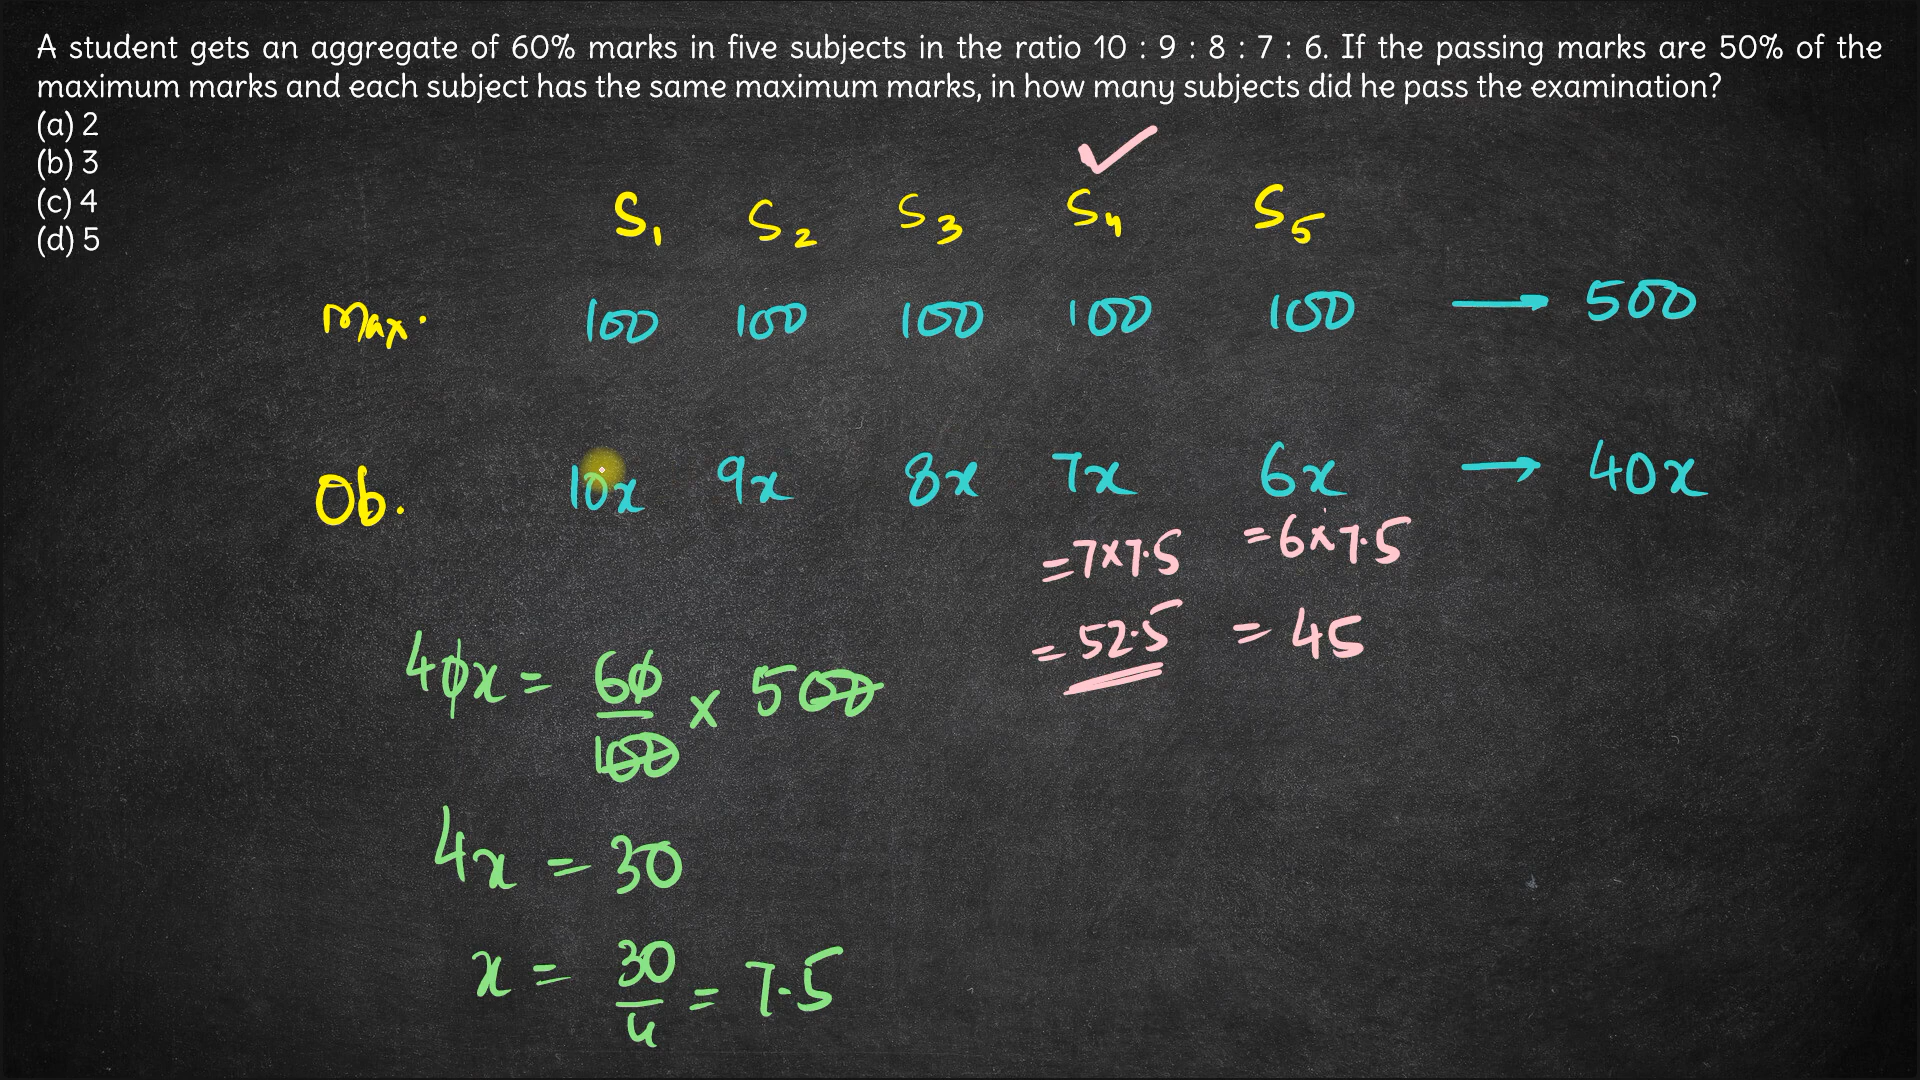 A student gets an aggregate of 60% marks in five subjects in the ratio 10 : 9 : 8 : 7 : 6. If the passing marks are 50% of the
maximum marks and each subject has the same maximum marks, in how many subjects did he pass the examination?
(a) 2
(b) 3
(c) 4
(d) 5
S₁ S₂ S₃ S₄ S₅
Max. 100 100 100 100 100 → 500
Ob. 10x 9x 8x 7x 6x → 40x
=7×7.5 =6×7.5
=52.5 = 45
40x = 60/100 × 500
4x = 30
x = 30/4 = 7.5